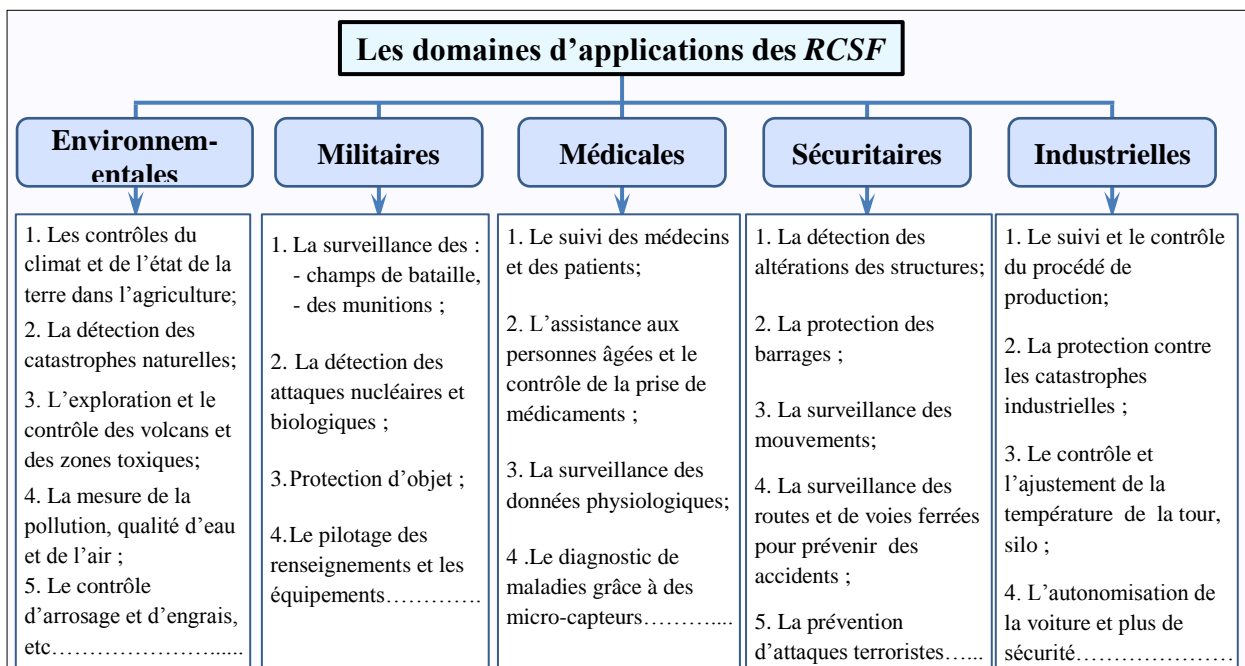 Les domaines d’applications des RCSF
Environnem-
entales
Militaires
Médicales
Sécuritaires
Industrielles
1. Les contrôles du
climat et de l’état de la
terre dans l’agriculture;
2. La détection des
catastrophes naturelles;
3. L’exploration et le
contrôle des volcans et
des zones toxiques;
4. La mesure de la
pollution, qualité d’eau
et de l’air ;
5. Le contrôle
d’arrosage et d’engrais,
etc…………………......
1. La surveillance des :
- champs de bataille,
- des munitions ;
2. La détection des
attaques nucléaires et
biologiques ;
3.Protection d’objet ;
4.Le pilotage des
renseignements et les
équipements………….
1. Le suivi des médecins
et des patients;
2. L’assistance aux
personnes âgées et le
contrôle de la prise de
médicaments ;
3. La surveillance des
données physiologiques;
4 .Le diagnostic de
maladies grâce à des
micro-capteurs………....
1. La détection des
altérations des structures;
2. La protection des
barrages ;
3. La surveillance des
mouvements;
4. La surveillance des
routes et de voies ferrées
pour prévenir des
accidents ;
5. La prévention
d’attaques terroristes…...
1. Le suivi et le contrôle
du procédé de
production;
2. La protection contre
les catastrophes
industrielles ;
3. Le contrôle et
l’ajustement de la
température de la tour,
silo ;
4. L’autonomisation de
la voiture et plus de
sécurité…………………